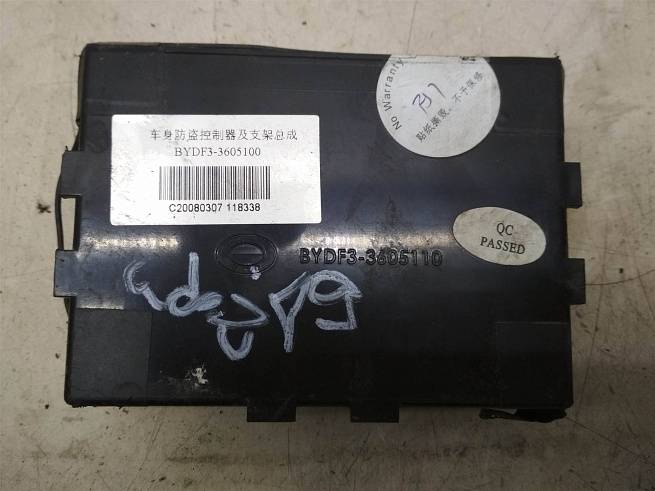 车身防盗控制器及支架总成
BYDF3-3605100
C20080307 118338
No Warranty
贴纸撕毁、不予质保
QC
PASSED
BYDF3-3605110